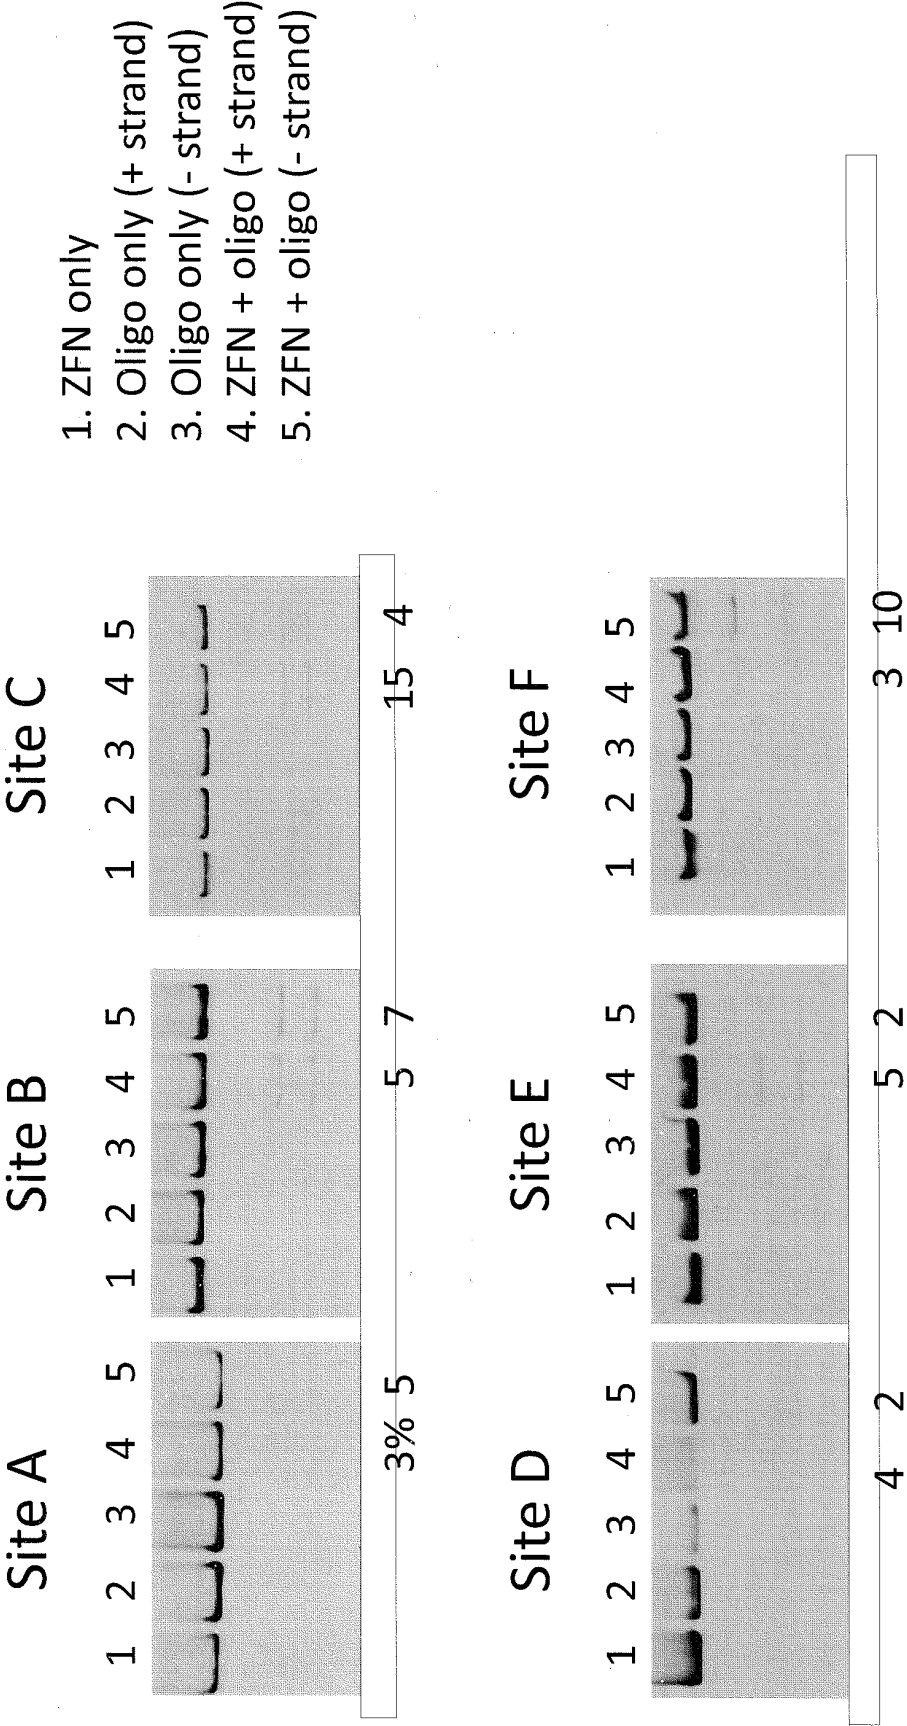 1. ZFN only
2. Oligo only (+ strand)
3. Oligo only (- strand)
4. ZFN + oligo (+ strand)
5. ZFN + oligo (- strand)
Site A
1 2 3 4 5
3% 5
Site B
1 2 3 4 5
5 7
Site C
1 2 3 4 5
15 4
Site D
1 2 3 4 5
4 2
Site E
1 2 3 4 5
5 2
Site F
1 2 3 4 5
3 10